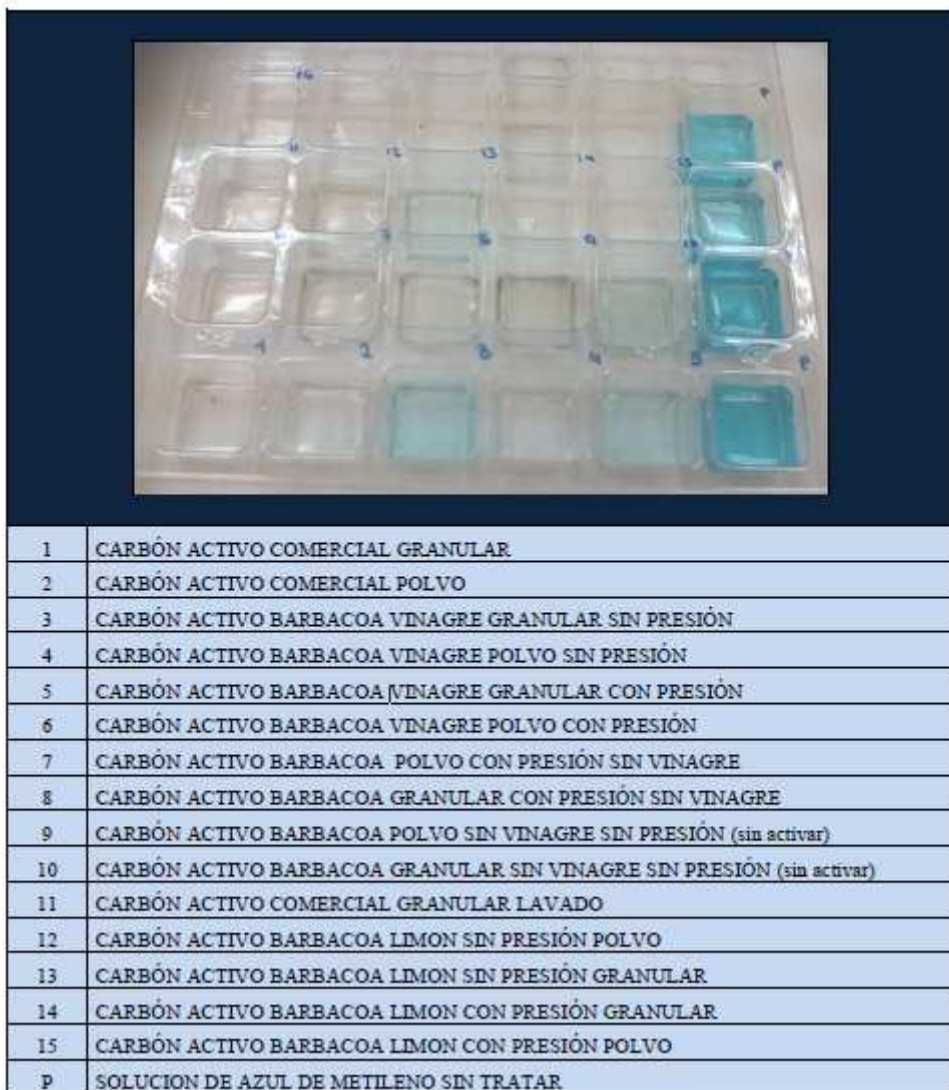 16
P
11
12
13
14
15
P
7
8
9
1
2
3
4
5
P
1 CARBÓN ACTIVO COMERCIAL GRANULAR
2 CARBÓN ACTIVO COMERCIAL POLVO
3 CARBÓN ACTIVO BARBACOA VINAGRE GRANULAR SIN PRESIÓN
4 CARBÓN ACTIVO BARBACOA VINAGRE POLVO SIN PRESIÓN
5 CARBÓN ACTIVO BARBACOA VINAGRE GRANULAR CON PRESIÓN
6 CARBÓN ACTIVO BARBACOA VINAGRE POLVO CON PRESIÓN
7 CARBÓN ACTIVO BARBACOA POLVO CON PRESIÓN SIN VINAGRE
8 CARBÓN ACTIVO BARBACOA GRANULAR CON PRESIÓN SIN VINAGRE
9 CARBÓN ACTIVO BARBACOA POLVO SIN VINAGRE SIN PRESIÓN (sin activar)
10 CARBÓN ACTIVO BARBACOA GRANULAR SIN VINAGRE SIN PRESIÓN (sin activar)
11 CARBÓN ACTIVO COMERCIAL GRANULAR LAVADO
12 CARBÓN ACTIVO BARBACOA LIMON SIN PRESIÓN POLVO
13 CARBÓN ACTIVO BARBACOA LIMON SIN PRESIÓN GRANULAR
14 CARBÓN ACTIVO BARBACOA LIMON CON PRESIÓN GRANULAR
15 CARBÓN ACTIVO BARBACOA LIMON CON PRESIÓN POLVO
P SOLUCION DE AZUL DE METILENO SIN TRATAR